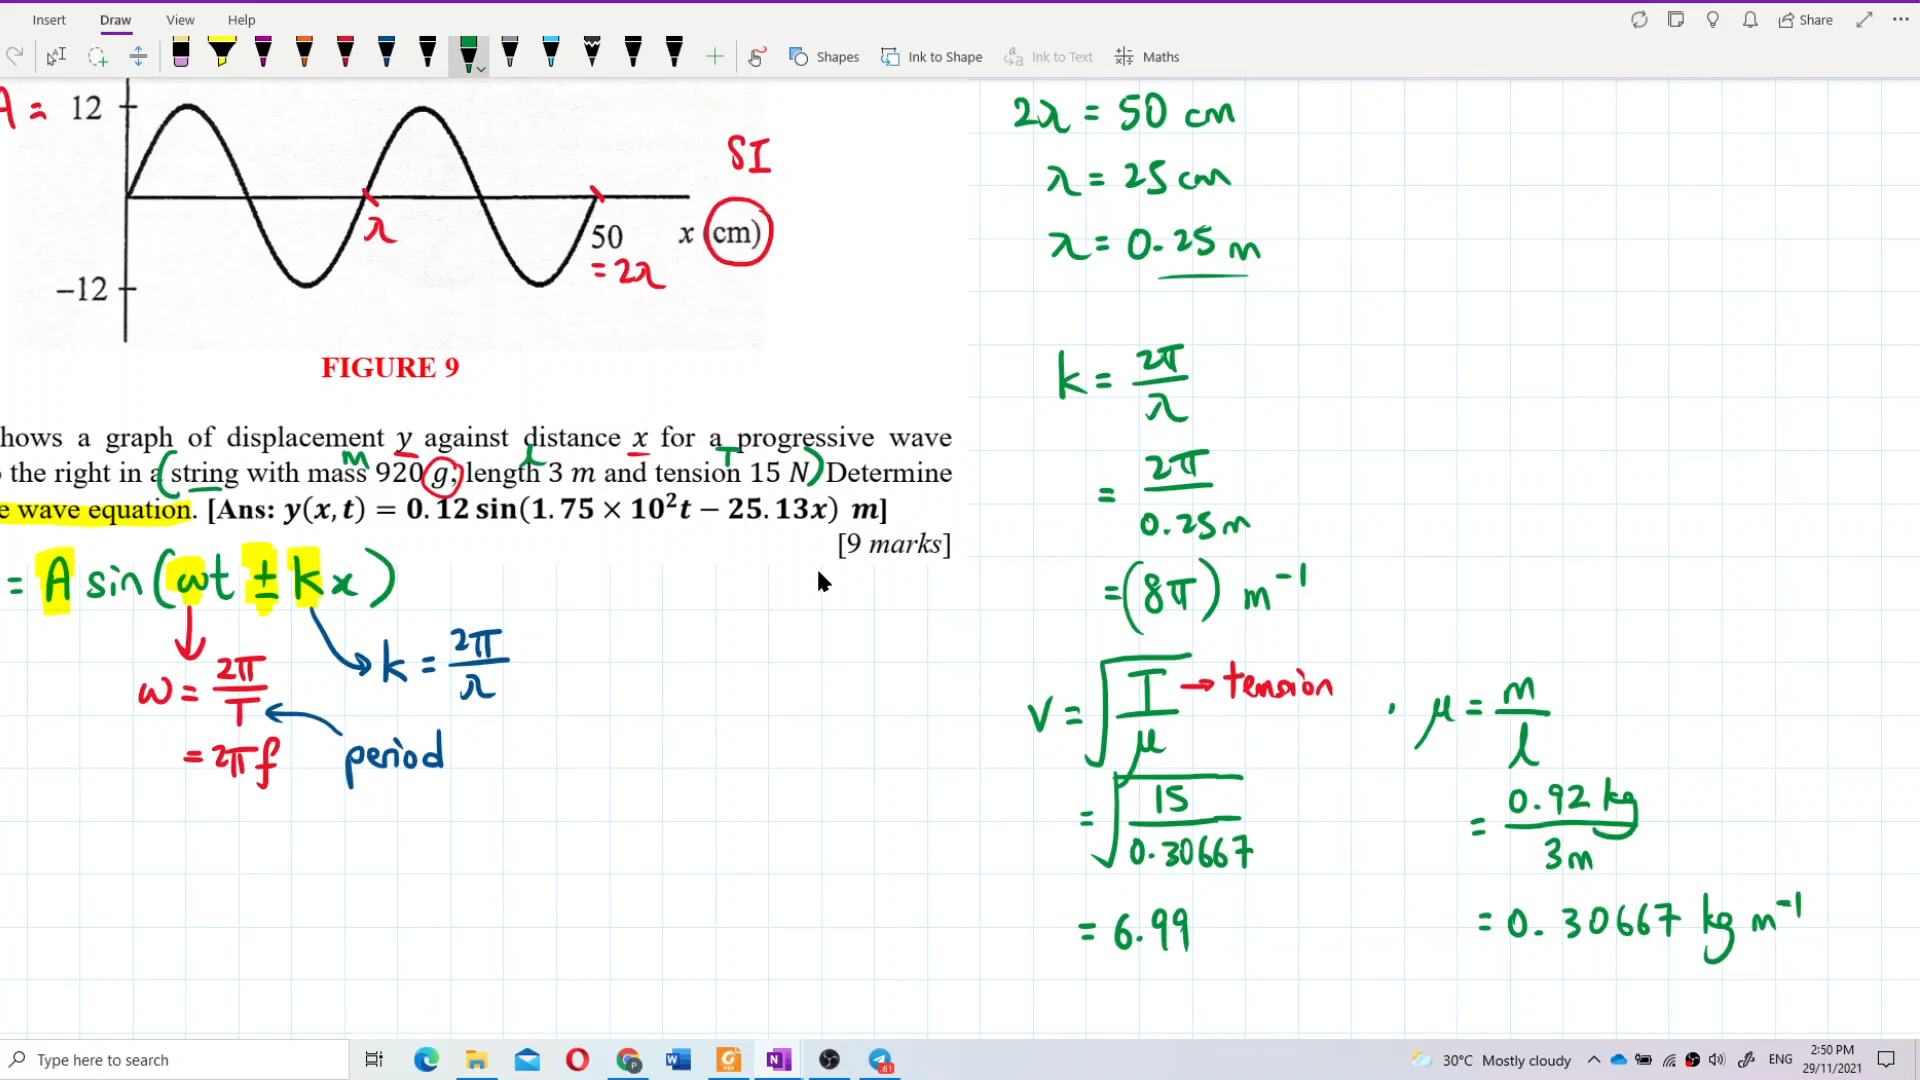 Insert Draw View Help
Share
Shapes Ink to Shape Ink to Text Maths
A = 12
-12
λ
50
= 2λ
x (cm)
SI
FIGURE 9
hows a graph of displacement y against distance x for a progressive wave
m l T
the right in a (string with mass 920 g, length 3 m and tension 15 N) Determine
e wave equation. [Ans: y(x, t) = 0.12 sin(1.75 × 10²t − 25.13x) m]
[9 marks]
= A sin (ωt ± kx)
ω = 2π/T
= 2πf
period
k = 2π/λ
2λ = 50 cm
λ = 25 cm
λ = 0.25 m
k = 2π/λ
= 2π/0.25m
= (8π) m⁻¹
v = √(T/μ) → tension
= √(15/0.30667)
= 6.99
· μ = m/l
= 0.92 kg/3m
= 0.30667 kg m⁻¹
Type here to search
61
30°C Mostly cloudy
ENG
2:50 PM
29/11/2021